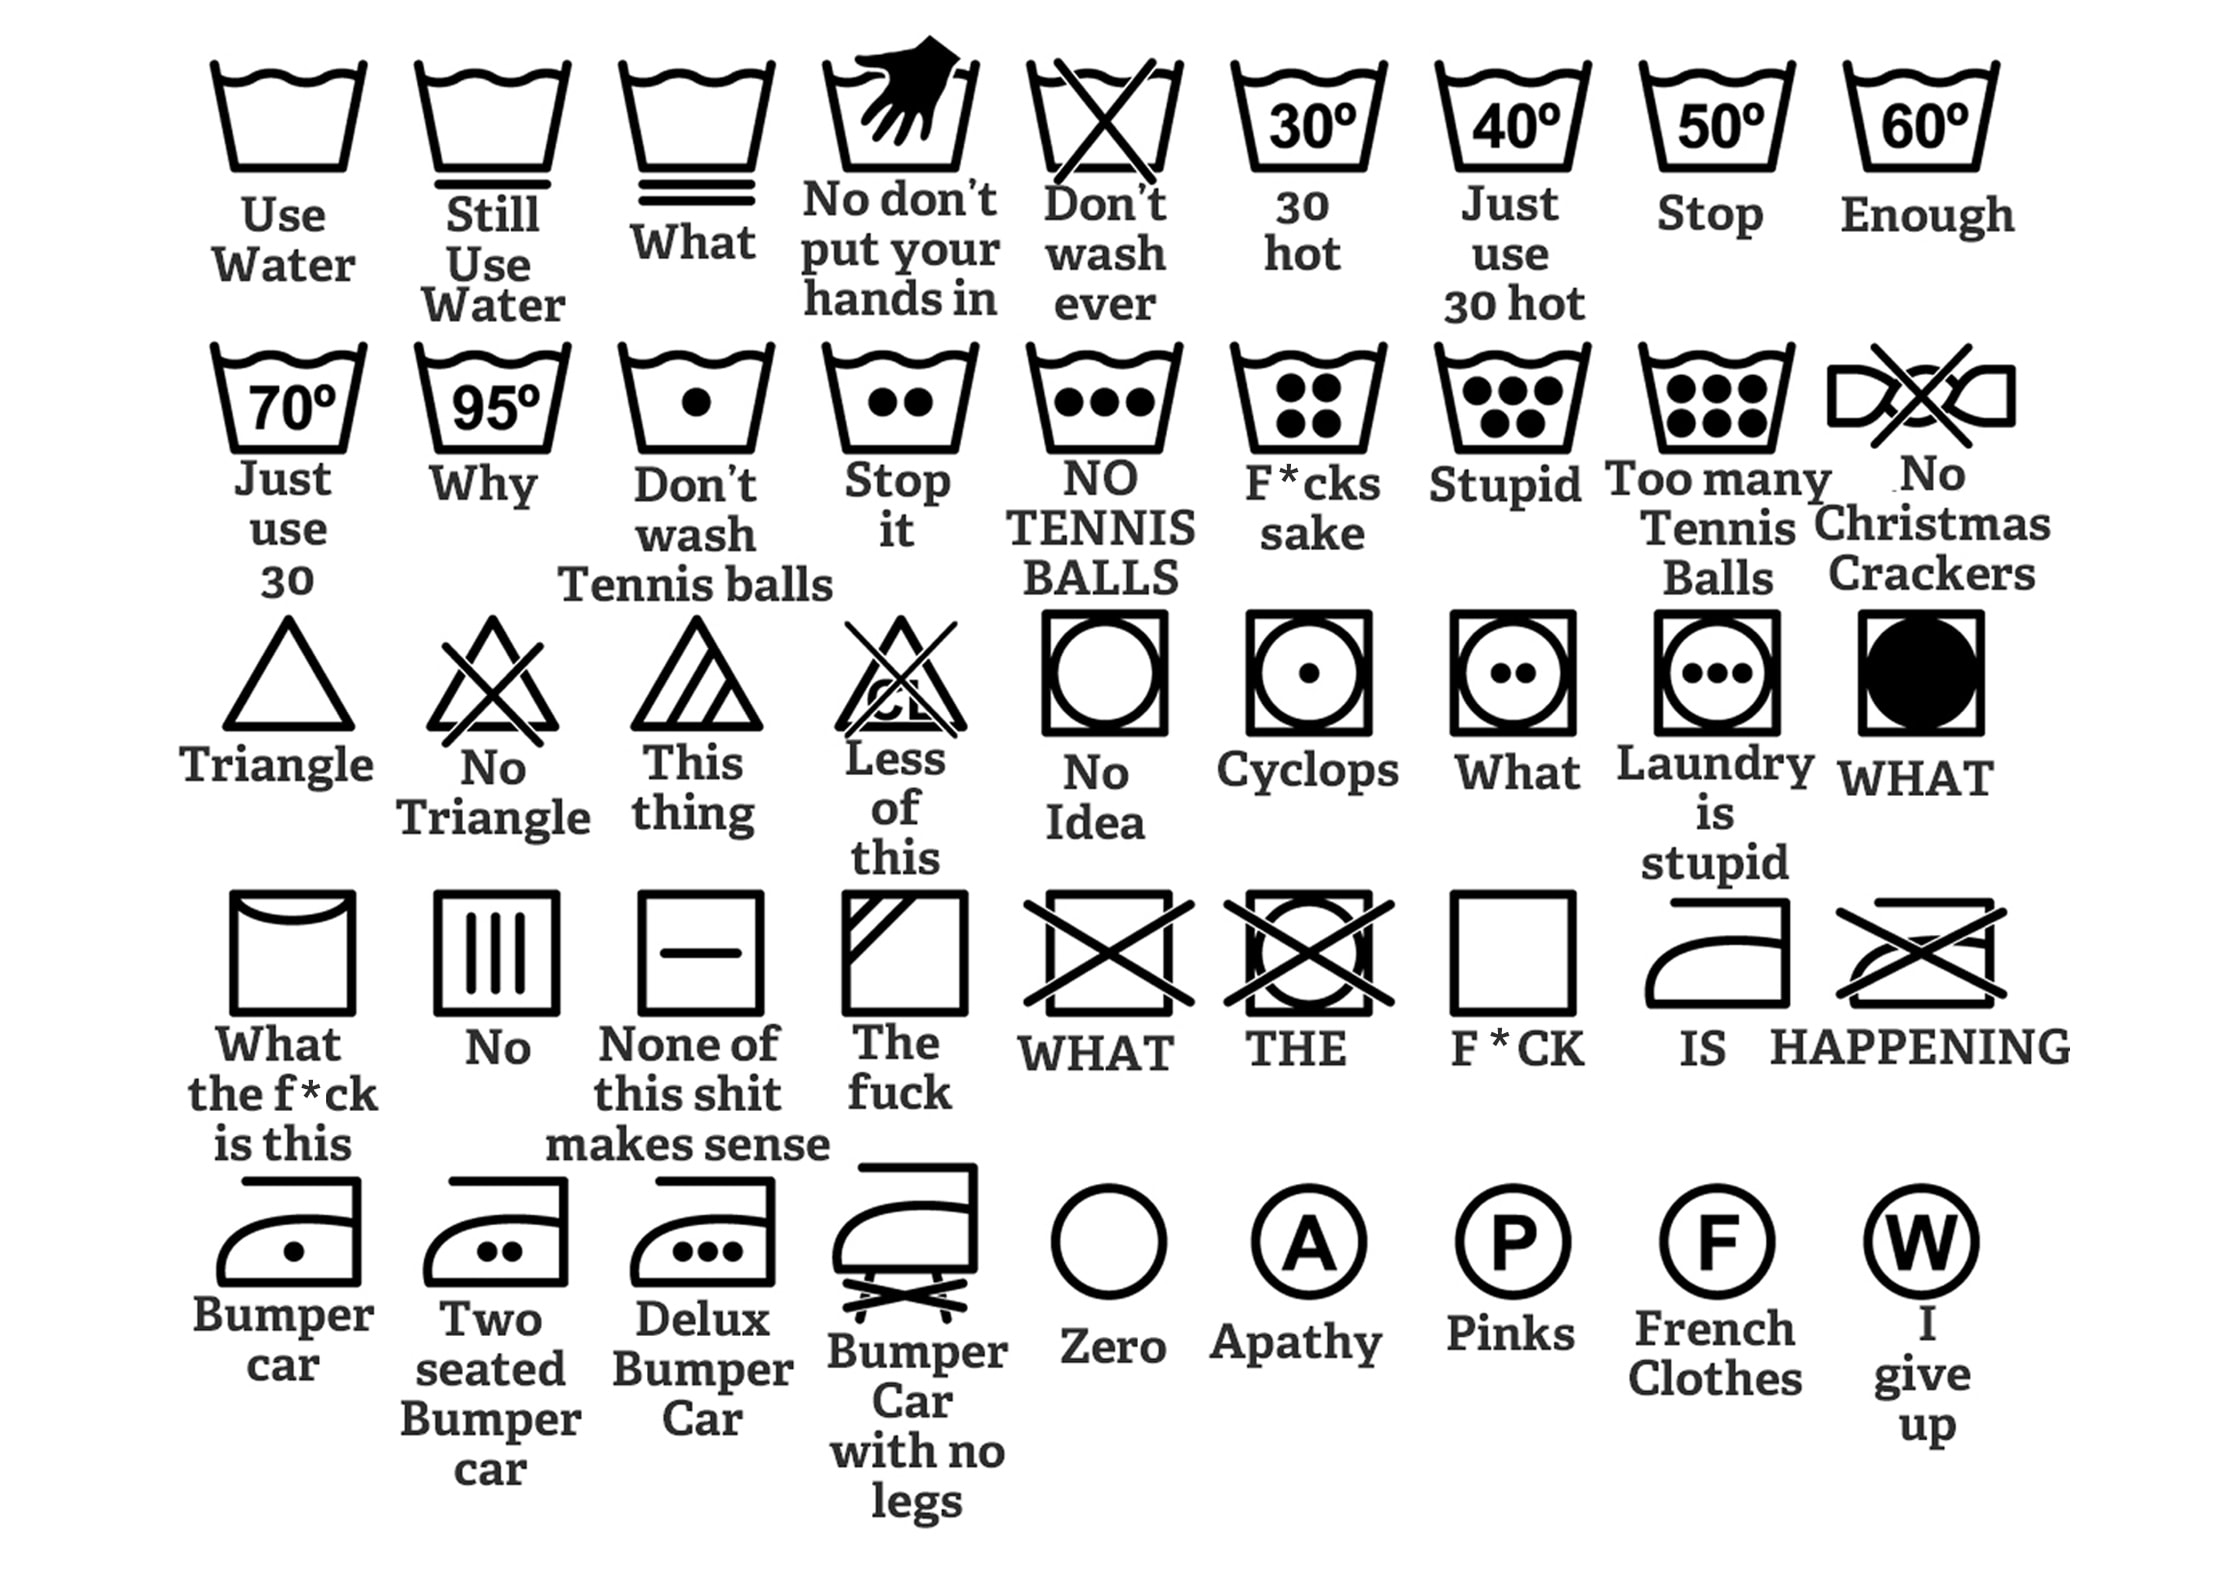 30º
40º
50º
60º
Use
Water
Still
Use
Water
What
No don't
put your
hands in
Don't
wash
ever
30
hot
Just
use
30 hot
Stop
Enough
70º
95º
Just
use
30
Why
Don't
wash
Tennis balls
Stop
it
NO
TENNIS
BALLS
F*cks
sake
Stupid
Too many
Tennis
Balls
No
Christmas
Crackers
CL
Triangle
No
Triangle
This
thing
Less
of
this
No
Idea
Cyclops
What
Laundry
is
stupid
WHAT
What
the f*ck
is this
No
None of
this shit
makes sense
The
fuck
WHAT
THE
F*CK
IS
HAPPENING
A
P
F
W
Bumper
car
Two
seated
Bumper
car
Delux
Bumper
Car
Bumper
Car
with no
legs
Zero
Apathy
Pinks
French
Clothes
I
give
up